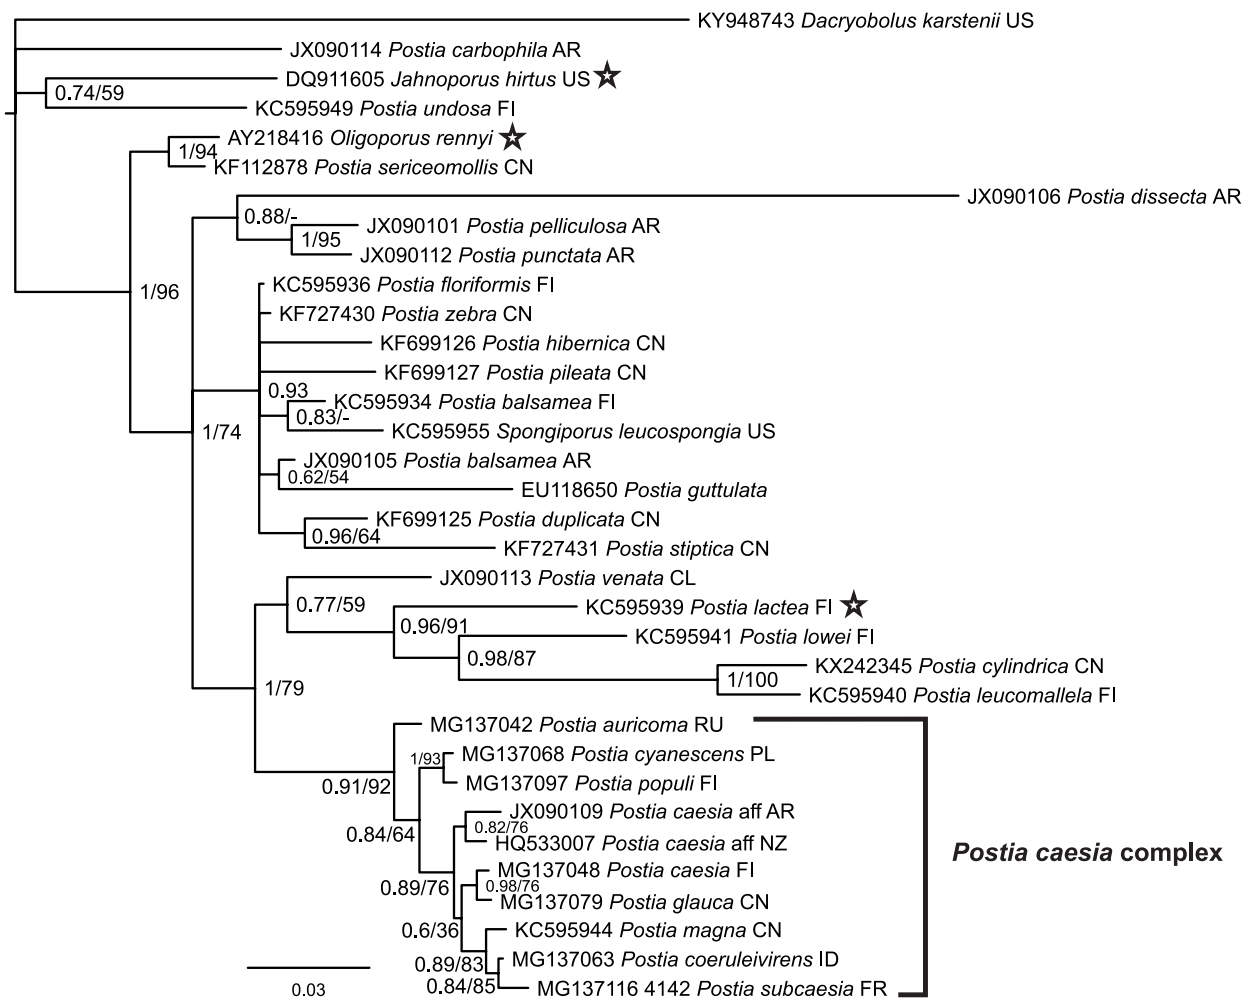 KY948743 Dacryobolus karstenii US
JX090114 Postia carbophila AR
DQ911605 Jahnoporus hirtus US
0.74/59
KC595949 Postia undosa FI
AY218416 Oligoporus rennyi
1/94
KF112878 Postia sericeomollis CN
JX090106 Postia dissecta AR
0.88/-
JX090101 Postia pelliculosa AR
1/95
JX090112 Postia punctata AR
KC595936 Postia floriformis FI
1/96
KF727430 Postia zebra CN
KF699126 Postia hibernica CN
KF699127 Postia pileata CN
0.93
KC595934 Postia balsamea FI
0.83/-
1/74
KC595955 Spongiporus leucospongia US
JX090105 Postia balsamea AR
0.62/54
EU118650 Postia guttulata
KF699125 Postia duplicata CN
0.96/64
KF727431 Postia stiptica CN
JX090113 Postia venata CL
0.77/59
KC595939 Postia lactea FI
0.96/91
KC595941 Postia lowei FI
0.98/87
KX242345 Postia cylindrica CN
1/100
1/79
KC595940 Postia leucomallela FI
MG137042 Postia auricoma RU
MG137068 Postia cyanescens PL
1/93
MG137097 Postia populi FI
0.91/92
JX090109 Postia caesia aff AR
0.82/76
0.84/64
HQ533007 Postia caesia aff NZ
Postia caesia complex
MG137048 Postia caesia FI
0.98/76
0.89/76
MG137079 Postia glauca CN
0.6/36
KC595944 Postia magna CN
MG137063 Postia coeruleivirens ID
0.89/83
0.84/85
MG137116 4142 Postia subcaesia FR
0.03